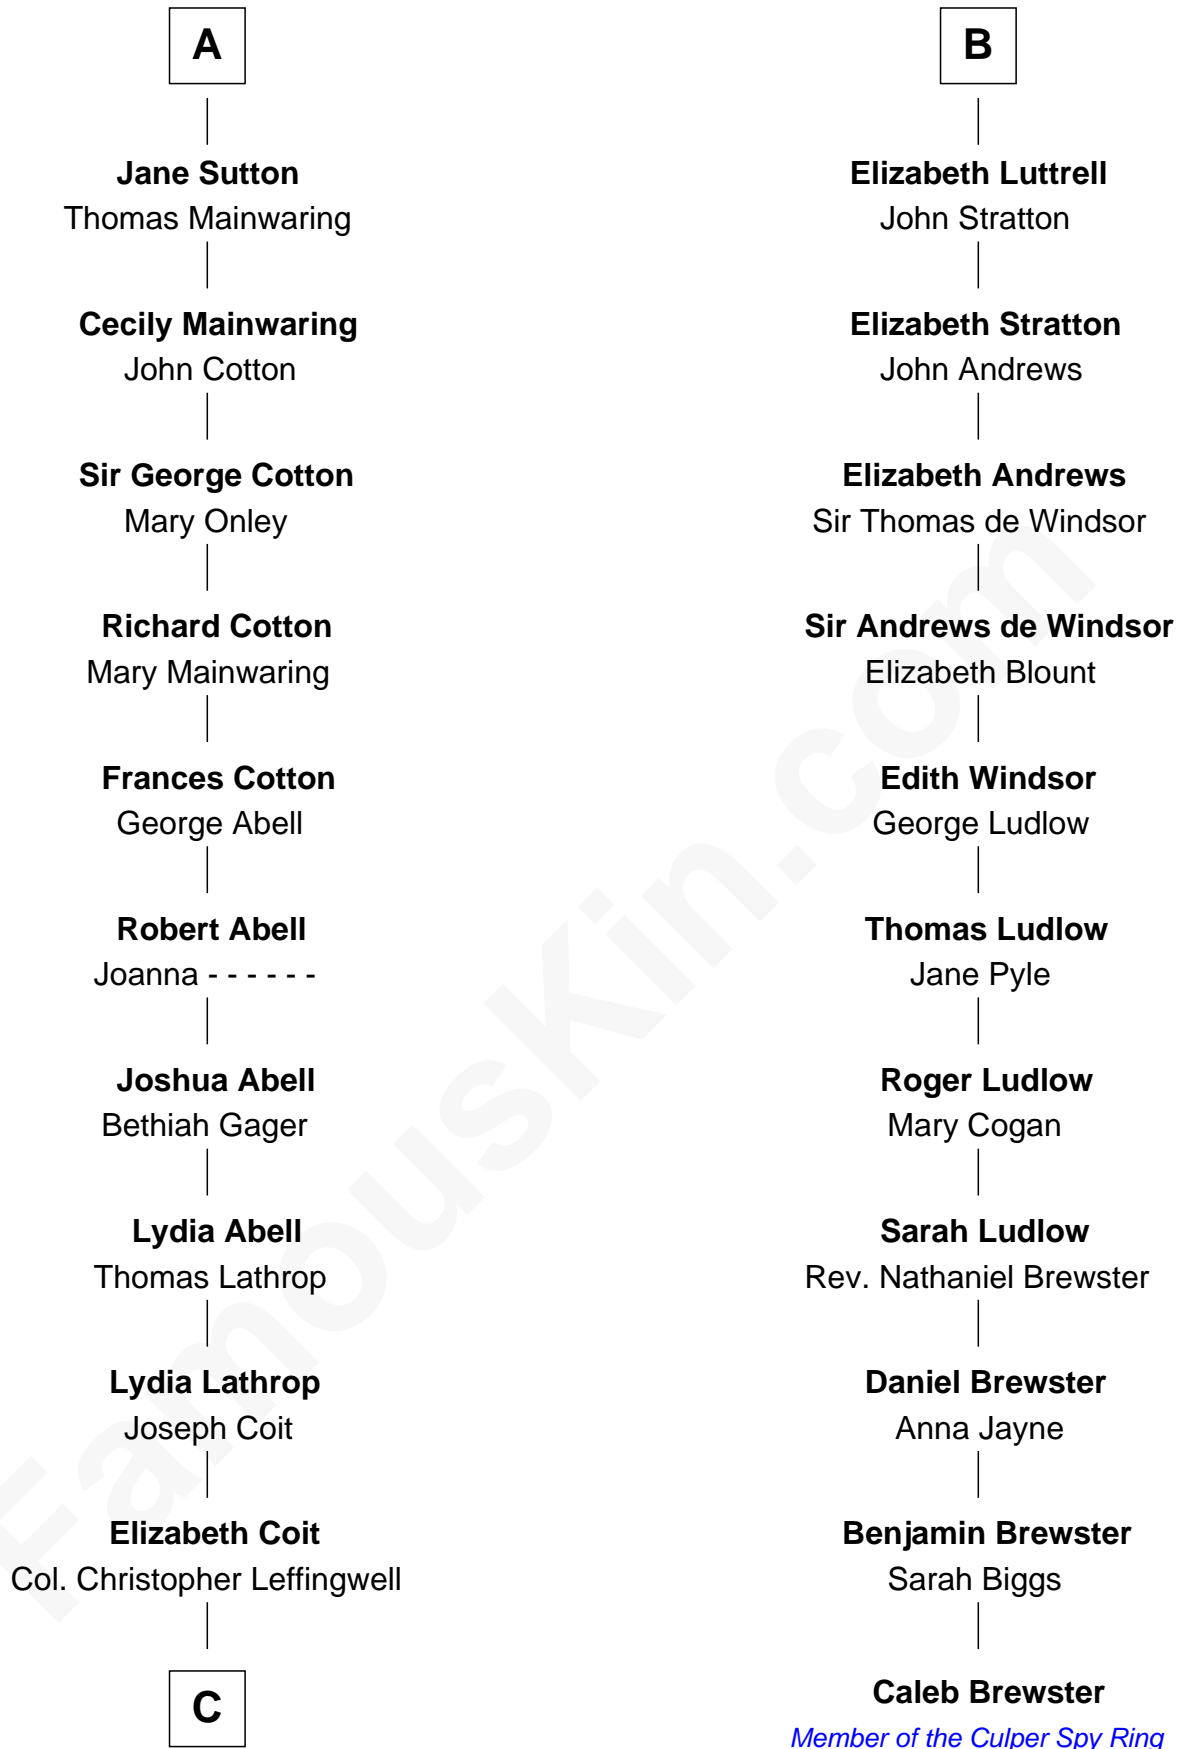 A
Jane Sutton
Thomas Mainwaring
Cecily Mainwaring
John Cotton
Sir George Cotton
Mary Onley
Richard Cotton
Mary Mainwaring
Frances Cotton
George Abell
Robert Abell
Joanna - - - - - -
Joshua Abell
Bethiah Gager
Lydia Abell
Thomas Lathrop
Lydia Lathrop
Joseph Coit
Elizabeth Coit
Col. Christopher Leffingwell
C
B
Elizabeth Luttrell
John Stratton
Elizabeth Stratton
John Andrews
Elizabeth Andrews
Sir Thomas de Windsor
Sir Andrews de Windsor
Elizabeth Blount
Edith Windsor
George Ludlow
Thomas Ludlow
Jane Pyle
Roger Ludlow
Mary Cogan
Sarah Ludlow
Rev. Nathaniel Brewster
Daniel Brewster
Anna Jayne
Benjamin Brewster
Sarah Biggs
Caleb Brewster
Member of the Culper Spy Ring
FamousKin.com